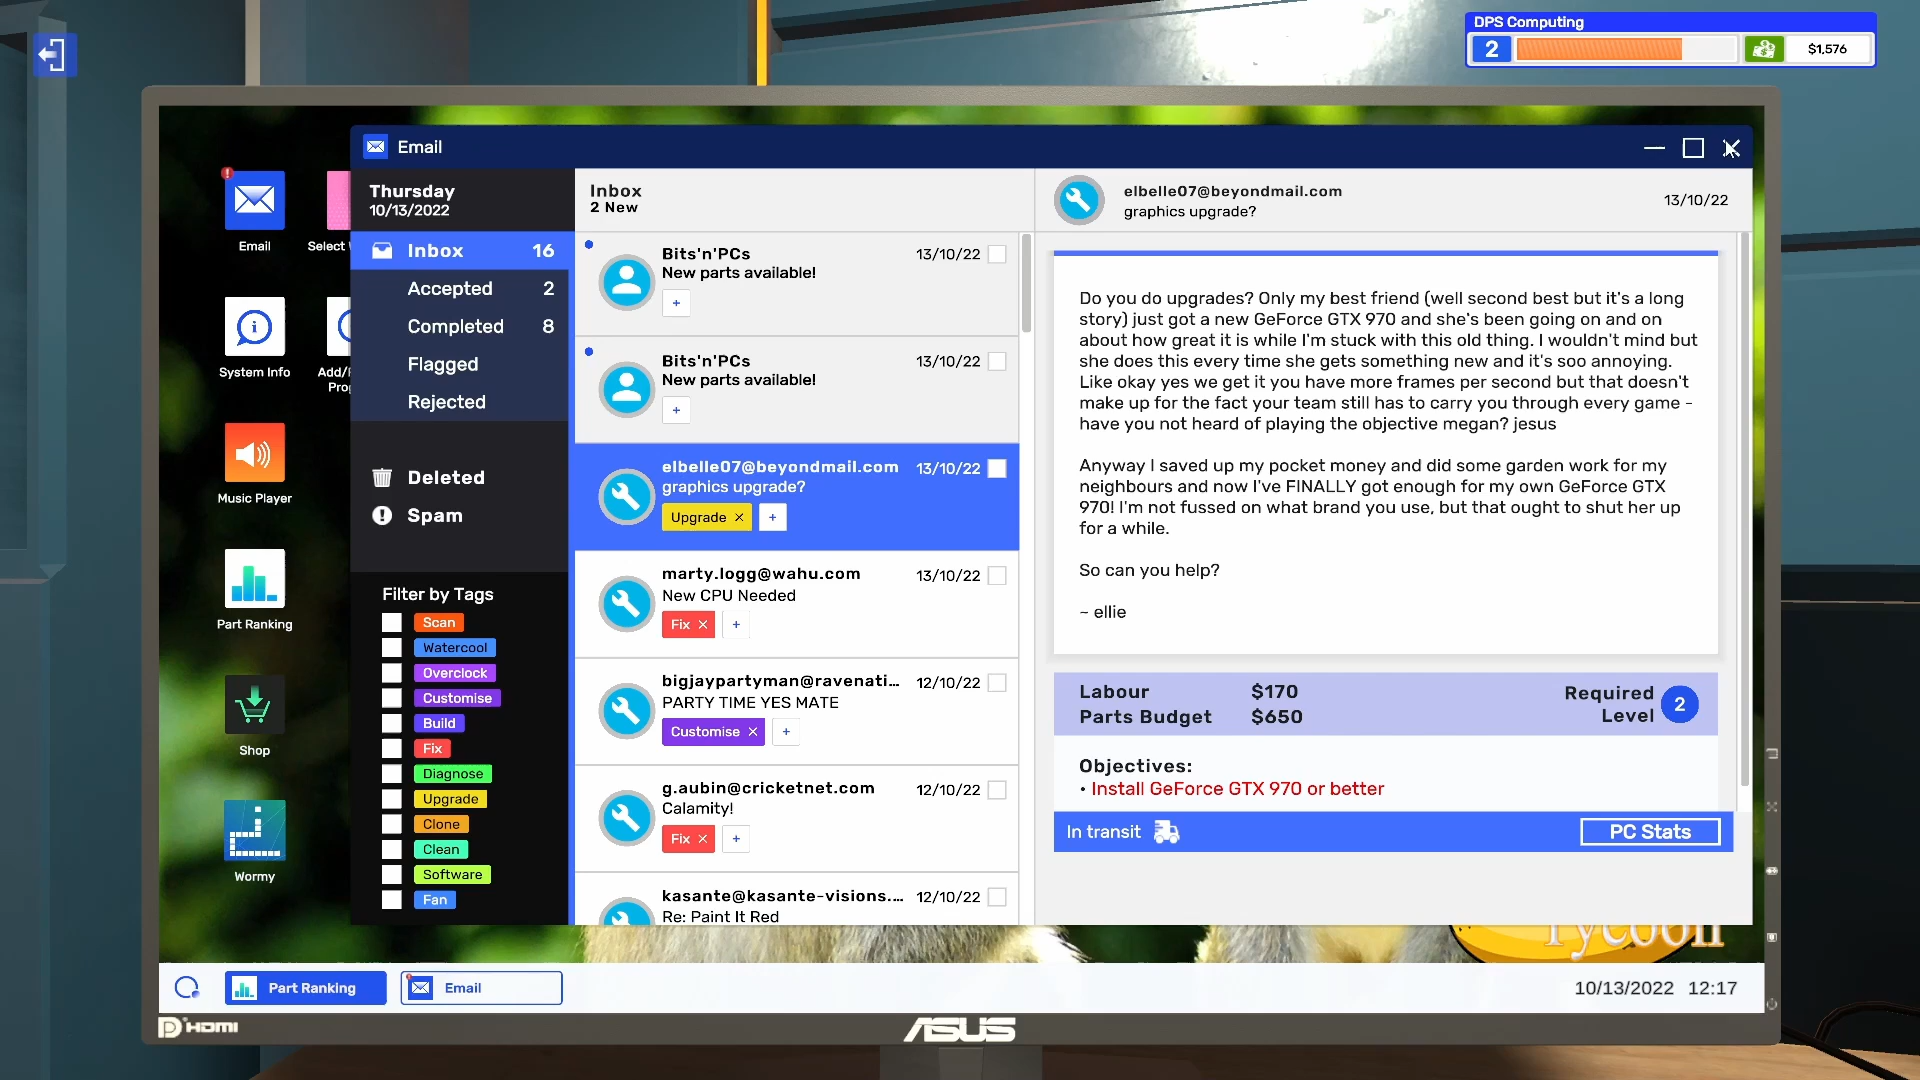 DPS Computing
2
$1,576
Email
Select
System Info
Add/
Pro
Music Player
Part Ranking
Shop
Wormy
Email
Thursday
10/13/2022
Inbox 16
Accepted 2
Completed 8
Flagged
Rejected
Deleted
Spam
Filter by Tags
Scan
Watercool
Overclock
Customise
Build
Fix
Diagnose
Upgrade
Clone
Clean
Software
Fan
Inbox
2 New
Bits'n'PCs 13/10/22
New parts available!
+
Bits'n'PCs 13/10/22
New parts available!
+
elbelle07@beyondmail.com 13/10/22
graphics upgrade?
Upgrade × +
marty.logg@wahu.com 13/10/22
New CPU Needed
Fix × +
bigjaypartyman@ravenati... 12/10/22
PARTY TIME YES MATE
Customise × +
g.aubin@cricketnet.com 12/10/22
Calamity!
Fix × +
kasante@kasante-visions.... 12/10/22
Re: Paint It Red
elbelle07@beyondmail.com 13/10/22
graphics upgrade?
Do you do upgrades? Only my best friend (well second best but it's a long
story) just got a new GeForce GTX 970 and she's been going on and on
about how great it is while I'm stuck with this old thing. I wouldn't mind but
she does this every time she gets something new and it's soo annoying.
Like okay yes we get it you have more frames per second but that doesn't
make up for the fact your team still has to carry you through every game -
have you not heard of playing the objective megan? jesus
Anyway I saved up my pocket money and did some garden work for my
neighbours and now I've FINALLY got enough for my own GeForce GTX
970! I'm not fussed on what brand you use, but that ought to shut her up
for a while.
So can you help?
~ ellie
Labour $170
Parts Budget $650
Required
Level 2
Objectives:
• Install GeForce GTX 970 or better
In transit
PC Stats
Tycoon
Part Ranking
Email
10/13/2022 12:17
HDMI
ASUS